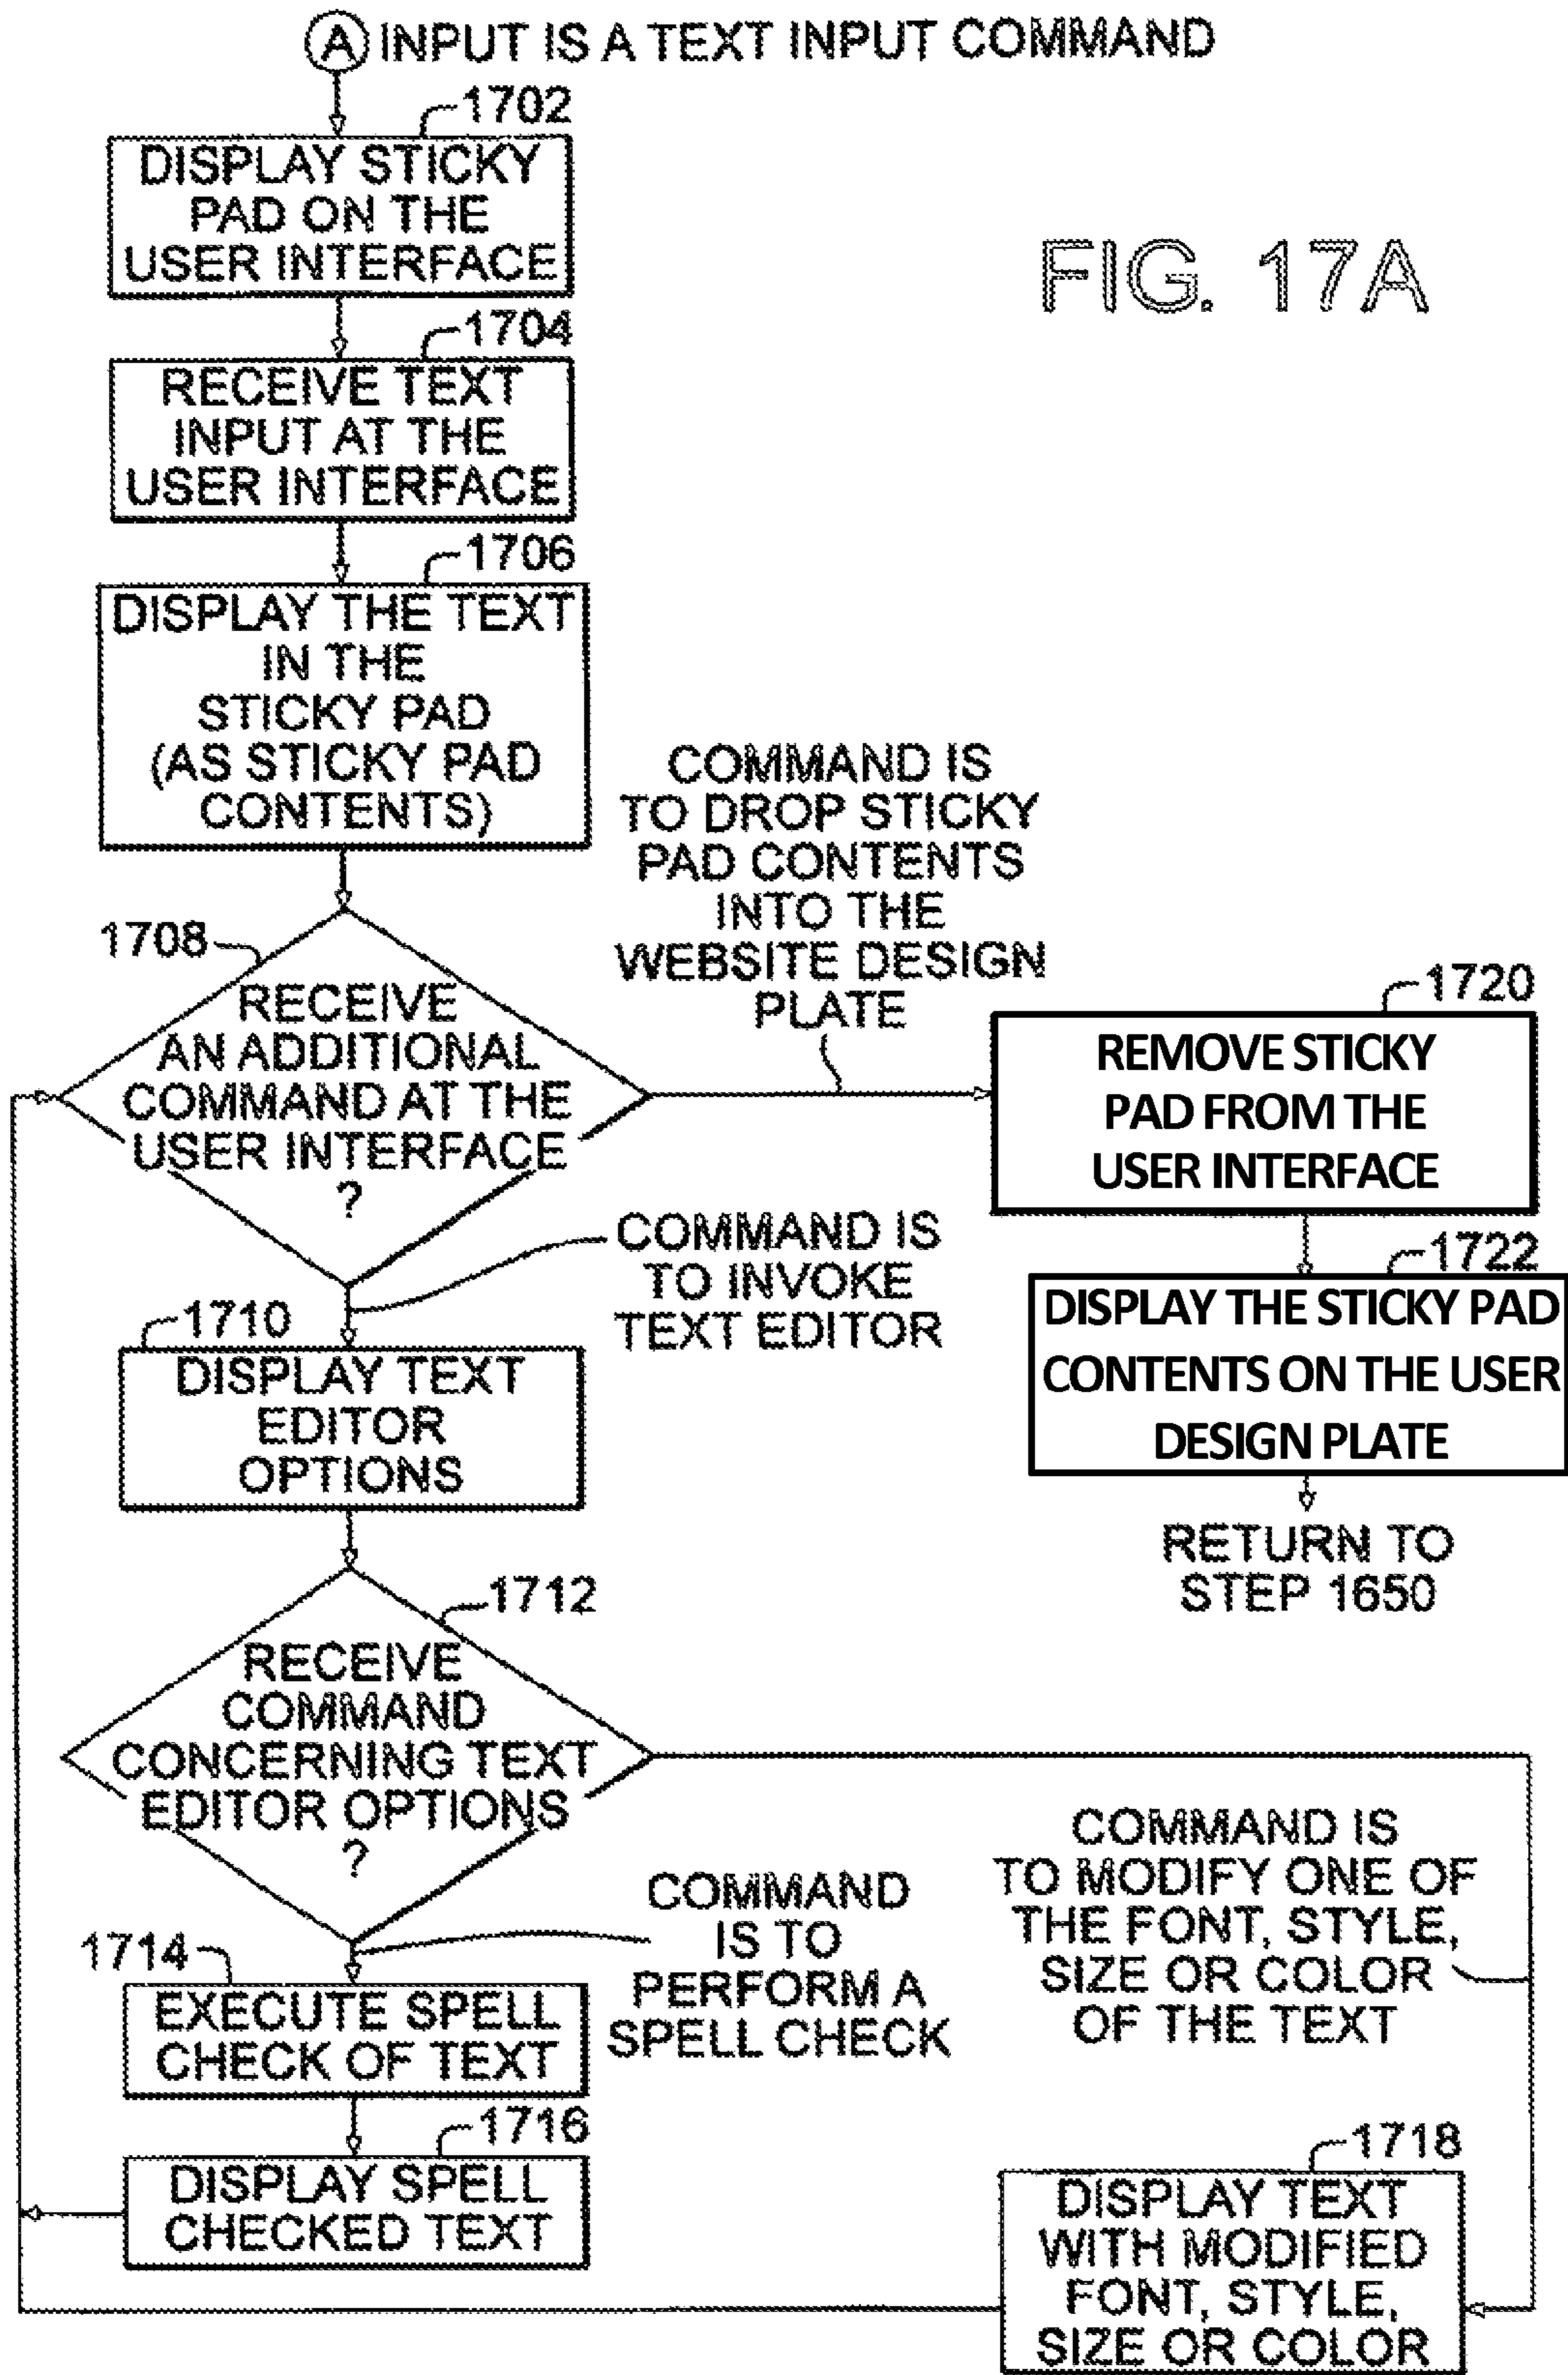 A INPUT IS A TEXT INPUT COMMAND
1702
DISPLAY STICKY
PAD ON THE
USER INTERFACE
FIG. 17A
1704
RECEIVE TEXT
INPUT AT THE
USER INTERFACE
1706
DISPLAY THE TEXT
IN THE
STICKY PAD
(AS STICKY PAD
CONTENTS)
COMMAND IS
TO DROP STICKY
PAD CONTENTS
INTO THE
WEBSITE DESIGN
PLATE
1708
RECEIVE
AN ADDITIONAL
COMMAND AT THE
USER INTERFACE
?
1720
REMOVE STICKY
PAD FROM THE
USER INTERFACE
COMMAND IS
TO INVOKE
TEXT EDITOR
1722
DISPLAY THE STICKY PAD
CONTENTS ON THE USER
DESIGN PLATE
RETURN TO
STEP 1650
1710
DISPLAY TEXT
EDITOR
OPTIONS
1712
RECEIVE
COMMAND
CONCERNING TEXT
EDITOR OPTIONS
?
COMMAND
IS TO
PERFORM A
SPELL CHECK
COMMAND IS
TO MODIFY ONE OF
THE FONT, STYLE,
SIZE OR COLOR
OF THE TEXT
1714
EXECUTE SPELL
CHECK OF TEXT
1716
DISPLAY SPELL
CHECKED TEXT
1718
DISPLAY TEXT
WITH MODIFIED
FONT, STYLE,
SIZE OR COLOR